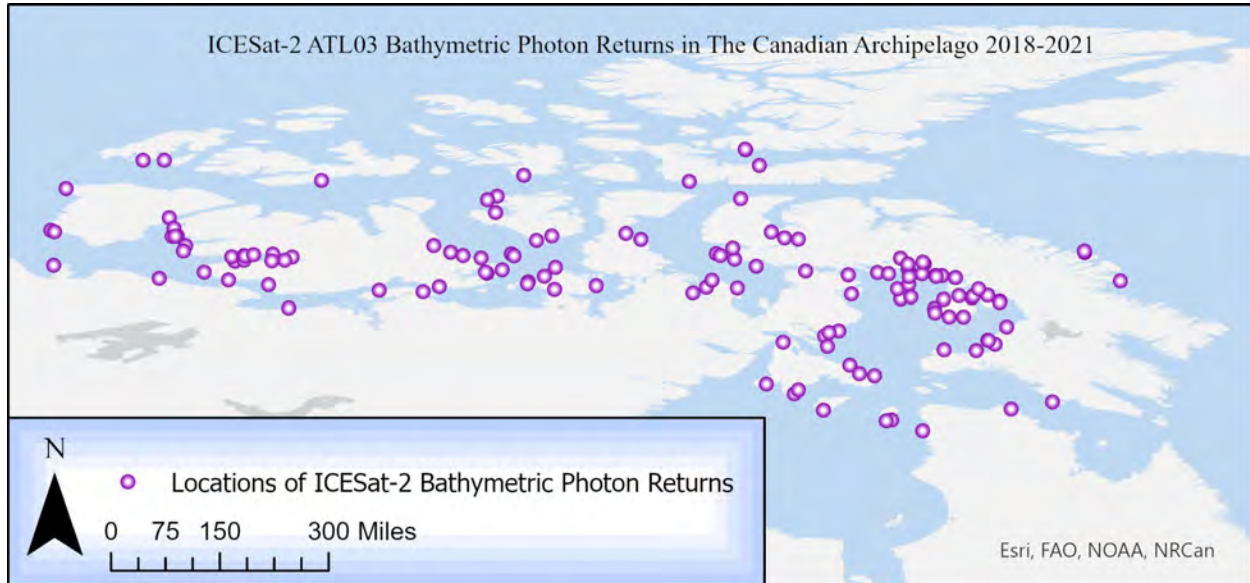 ICESat-2 ATL03 Bathymetric Photon Returns in The Canadian Archipelago 2018-2021
N
Locations of ICESat-2 Bathymetric Photon Returns
0 75 150 300 Miles
Esri, FAO, NOAA, NRCan